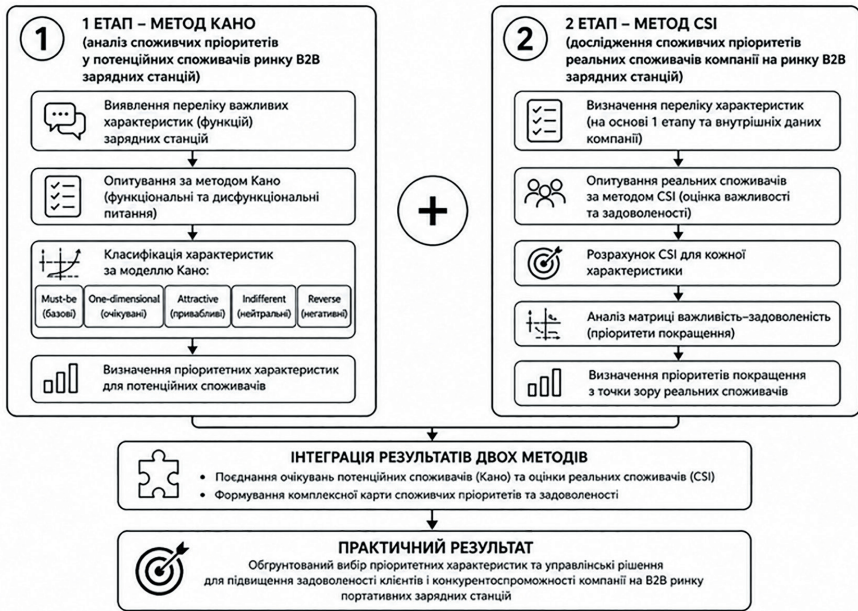 1
1 ЕТАП – МЕТОД КАНО
(аналіз споживчих пріоритетів
у потенційних споживачів ринку B2B
зарядних станцій)
Виявлення переліку важливих
характеристик (функцій)
зарядних станцій
Опитування за методом Кано
(функціональні та дисфункціональні
питання)
Класифікація характеристик
за моделлю Кано:
Must-be
(базові)
One-dimensional
(очікувані)
Attractive
(привабливі)
Indifferent
(нейтральні)
Reverse
(негативні)
Визначення пріоритетних характеристик
для потенційних споживачів
+
2
2 ЕТАП – МЕТОД CSI
(дослідження споживчих пріоритетів
реальних споживачів компанії на ринку B2B
зарядних станцій)
Визначення переліку характеристик
(на основі 1 етапу та внутрішніх даних
компанії)
Опитування реальних споживачів
за методом CSI (оцінка важливості
та задоволеності)
Розрахунок CSI для кожної
характеристики
Аналіз матриці важливість–задоволеність
(пріоритети покращення)
Визначення пріоритетів покращення
з точки зору реальних споживачів
ІНТЕГРАЦІЯ РЕЗУЛЬТАТІВ ДВОХ МЕТОДІВ
• Поєднання очікувань потенційних споживачів (Кано) та оцінки реальних споживачів (CSI)
• Формування комплексної карти споживчих пріоритетів та задоволеності
ПРАКТИЧНИЙ РЕЗУЛЬТАТ
Обґрунтований вибір пріоритетних характеристик та управлінські рішення
для підвищення задоволеності клієнтів і конкурентоспроможності компанії на B2B ринку
портативних зарядних станцій